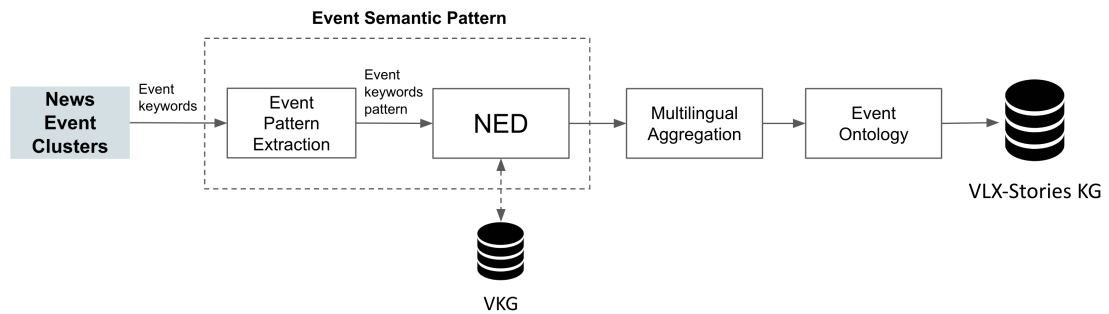 Event Semantic Pattern
News
Event
Clusters
Event
keywords
Event
Pattern
Extraction
Event
keywords
pattern
NED
Multilingual
Aggregation
Event
Ontology
VLX-Stories KG
VKG